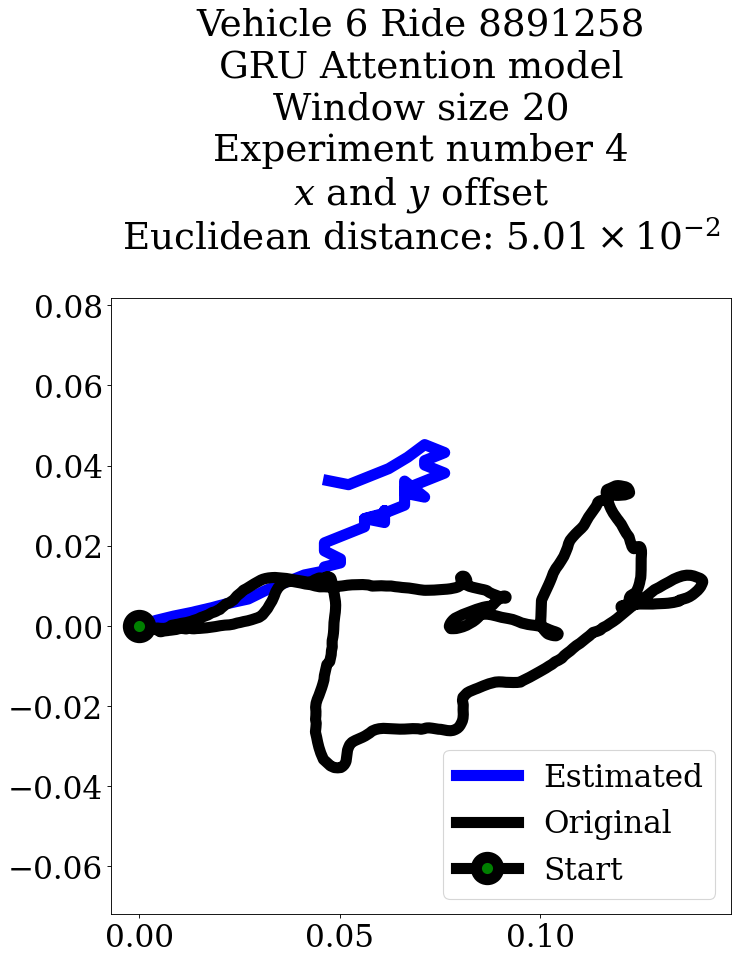 Vehicle 6 Ride 8891258
GRU Attention model
Window size 20
Experiment number 4
x and y offset
Euclidean distance: 5.01 × 10⁻²
0.08
0.06
0.04
0.02
0.00
−0.02
−0.04
−0.06
Estimated
Original
Start
0.00 0.05 0.10